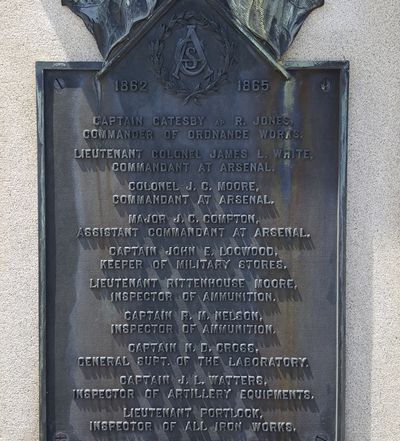 CSA
1862 1865
CAPTAIN CATESBY ap R. JONES,
COMMANDER OF ORDNANCE WORKS.
LIEUTENANT COLONEL JAMES L. WHITE,
COMMANDANT AT ARSENAL.
COLONEL J. C. MOORE,
COMMANDANT AT ARSENAL.
MAJOR J. C. COMPTON,
ASSISTANT COMMANDANT AT ARSENAL.
CAPTAIN JOHN E. LOGWOOD,
KEEPER OF MILITARY STORES.
LIEUTENANT RITTENHOUSE MOORE,
INSPECTOR OF AMMUNITION.
CAPTAIN R. M. NELSON,
INSPECTOR OF AMMUNITION.
CAPTAIN N. D. CROSS,
GENERAL SUPT. OF THE LABORATORY.
CAPTAIN J. L. WATTERS,
INSPECTOR OF ARTILLERY EQUIPMENTS.
LIEUTENANT PORTLOCK,
INSPECTOR OF ALL IRON WORKS.